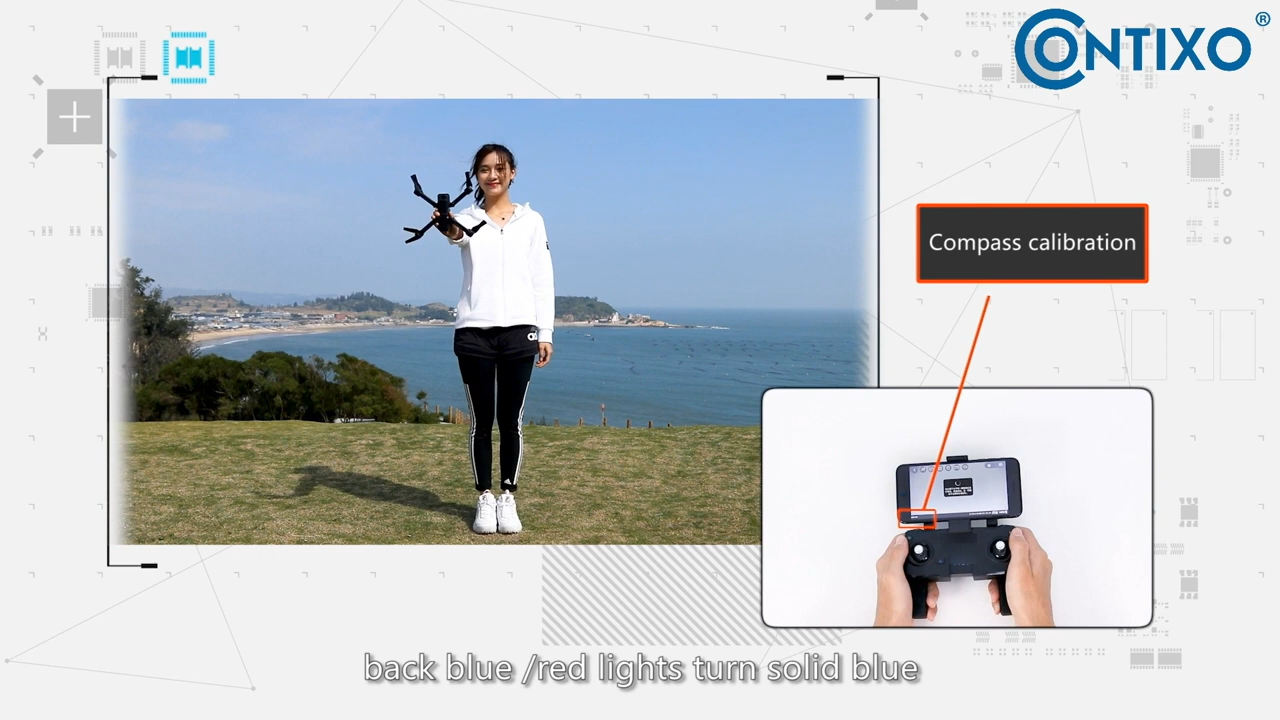 CONTIXO®
Compass calibration
back blue /red lights turn solid blue